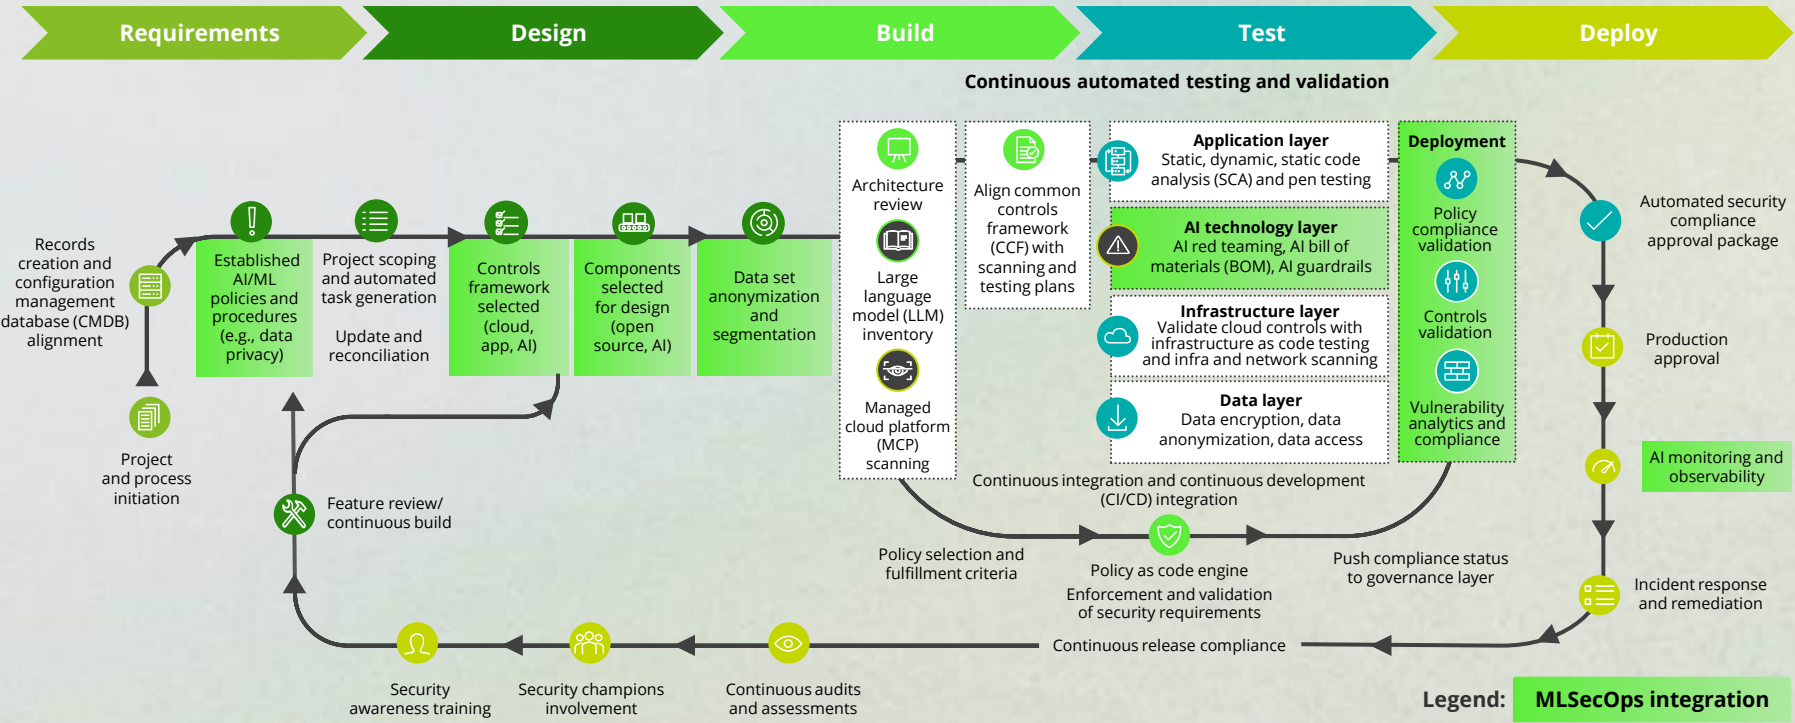 Requirements
Design
Build
Test
Deploy
Continuous automated testing and validation
Records
creation and
configuration
management
database (CMDB)
alignment
Project
and process
initiation
Established
AI/ML
policies and
procedures
(e.g., data
privacy)
Project scoping
and automated
task generation
Update and
reconciliation
Controls
framework
selected
(cloud,
app, AI)
Components
selected
for design
(open
source, AI)
Data set
anonymization
and
segmentation
Architecture
review
Large
language
model (LLM)
inventory
Managed
cloud platform
(MCP)
scanning
Align common
controls
framework
(CCF) with
scanning and
testing plans
Application layer
Static, dynamic, static code
analysis (SCA) and pen testing
AI technology layer
AI red teaming, AI bill of
materials (BOM), AI guardrails
Infrastructure layer
Validate cloud controls with
infrastructure as code testing
and infra and network scanning
Data layer
Data encryption, data
anonymization, data access
Deployment
Policy
compliance
validation
Controls
validation
Vulnerability
analytics and
compliance
Automated security
compliance
approval package
Production
approval
AI monitoring and
observability
Incident response
and remediation
Continuous integration and continuous development
(CI/CD) integration
Feature review/
continuous build
Policy selection and
fulfillment criteria
Policy as code engine
Enforcement and validation
of security requirements
Push compliance status
to governance layer
Continuous release compliance
Security
awareness training
Security champions
involvement
Continuous audits
and assessments
Legend:
MLSecOps integration